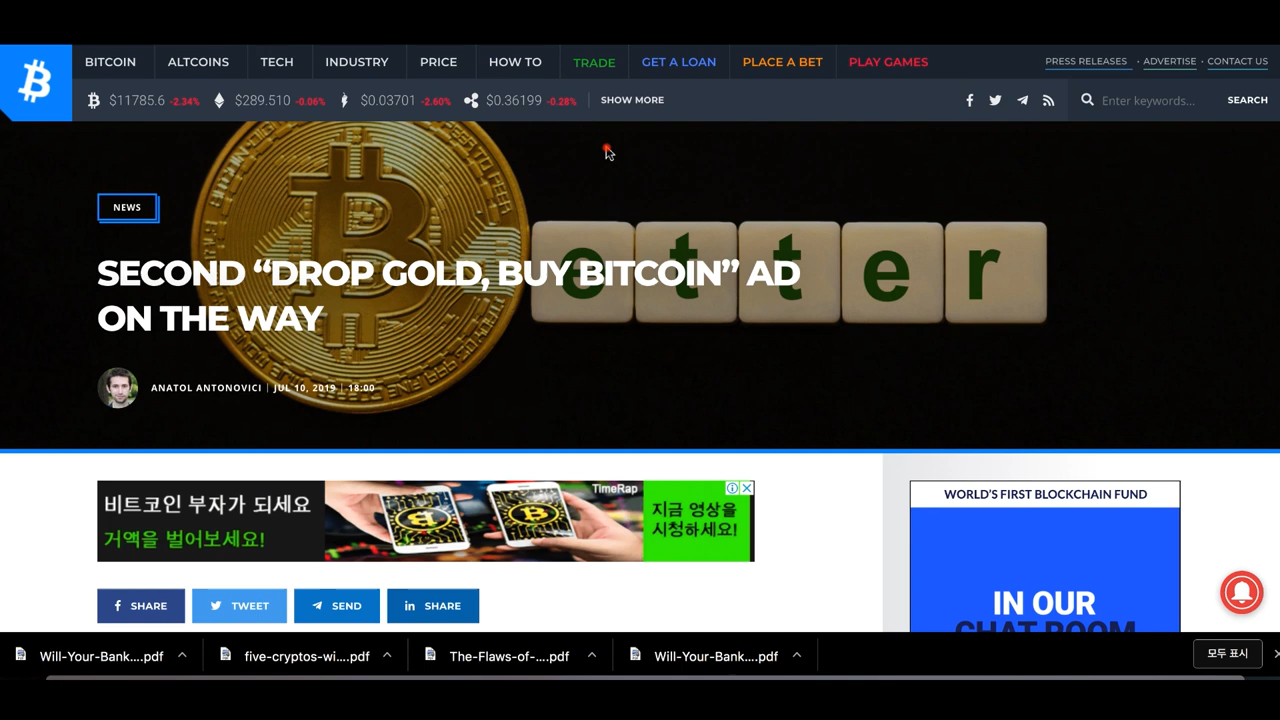 BITCOIN ALTCOINS TECH INDUSTRY PRICE HOW TO TRADE GET A LOAN PLACE A BET PLAY GAMES PRESS RELEASES · ADVERTISE · CONTACT US
$11785.6 -2.34% $289.510 -0.06% $0.03701 -2.60% $0.36199 -0.28% SHOW MORE Enter keywords... SEARCH
NEWS
etter
SECOND “DROP GOLD, BUY BITCOIN” AD
ON THE WAY
ANATOL ANTONOVICI | JUL 10, 2019 | 18:00
비트코인 부자가 되세요
거액을 벌어보세요!
TimeRap
지금 영상을
시청하세요!
WORLD'S FIRST BLOCKCHAIN FUND
IN OUR
CHAT ROOM
SHARE TWEET SEND SHARE
Will-Your-Bank....pdf five-cryptos-wi....pdf The-Flaws-of-....pdf Will-Your-Bank....pdf 모두 표시